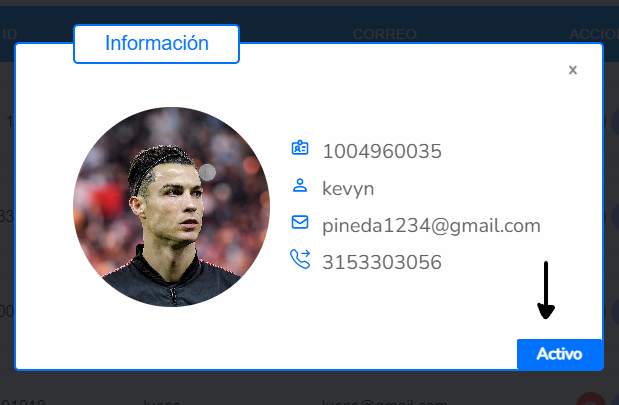 ID
CORREO
ACCIO
Información
x
1004960035
kevyn
pineda1234@gmail.com
3153303056
Activo